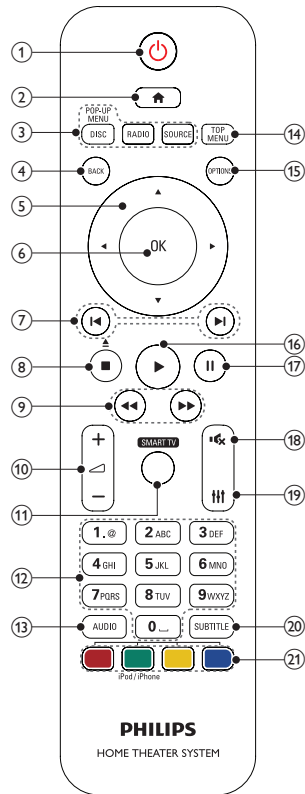 1
2
POP-UP
MENU
3 DISC RADIO SOURCE TOP
MENU 14
4 BACK OPTIONS 15
5
6 OK
7
16
8 17
9
SMART TV
+ 18
10
− 19
11
1.@ 2 ABC 3 DEF
12 4 GHI 5 JKL 6 MNO
7 PQRS 8 TUV 9 WXYZ
13 AUDIO 0 SUBTITLE 20
21
iPod / iPhone
PHILIPS
HOME THEATER SYSTEM